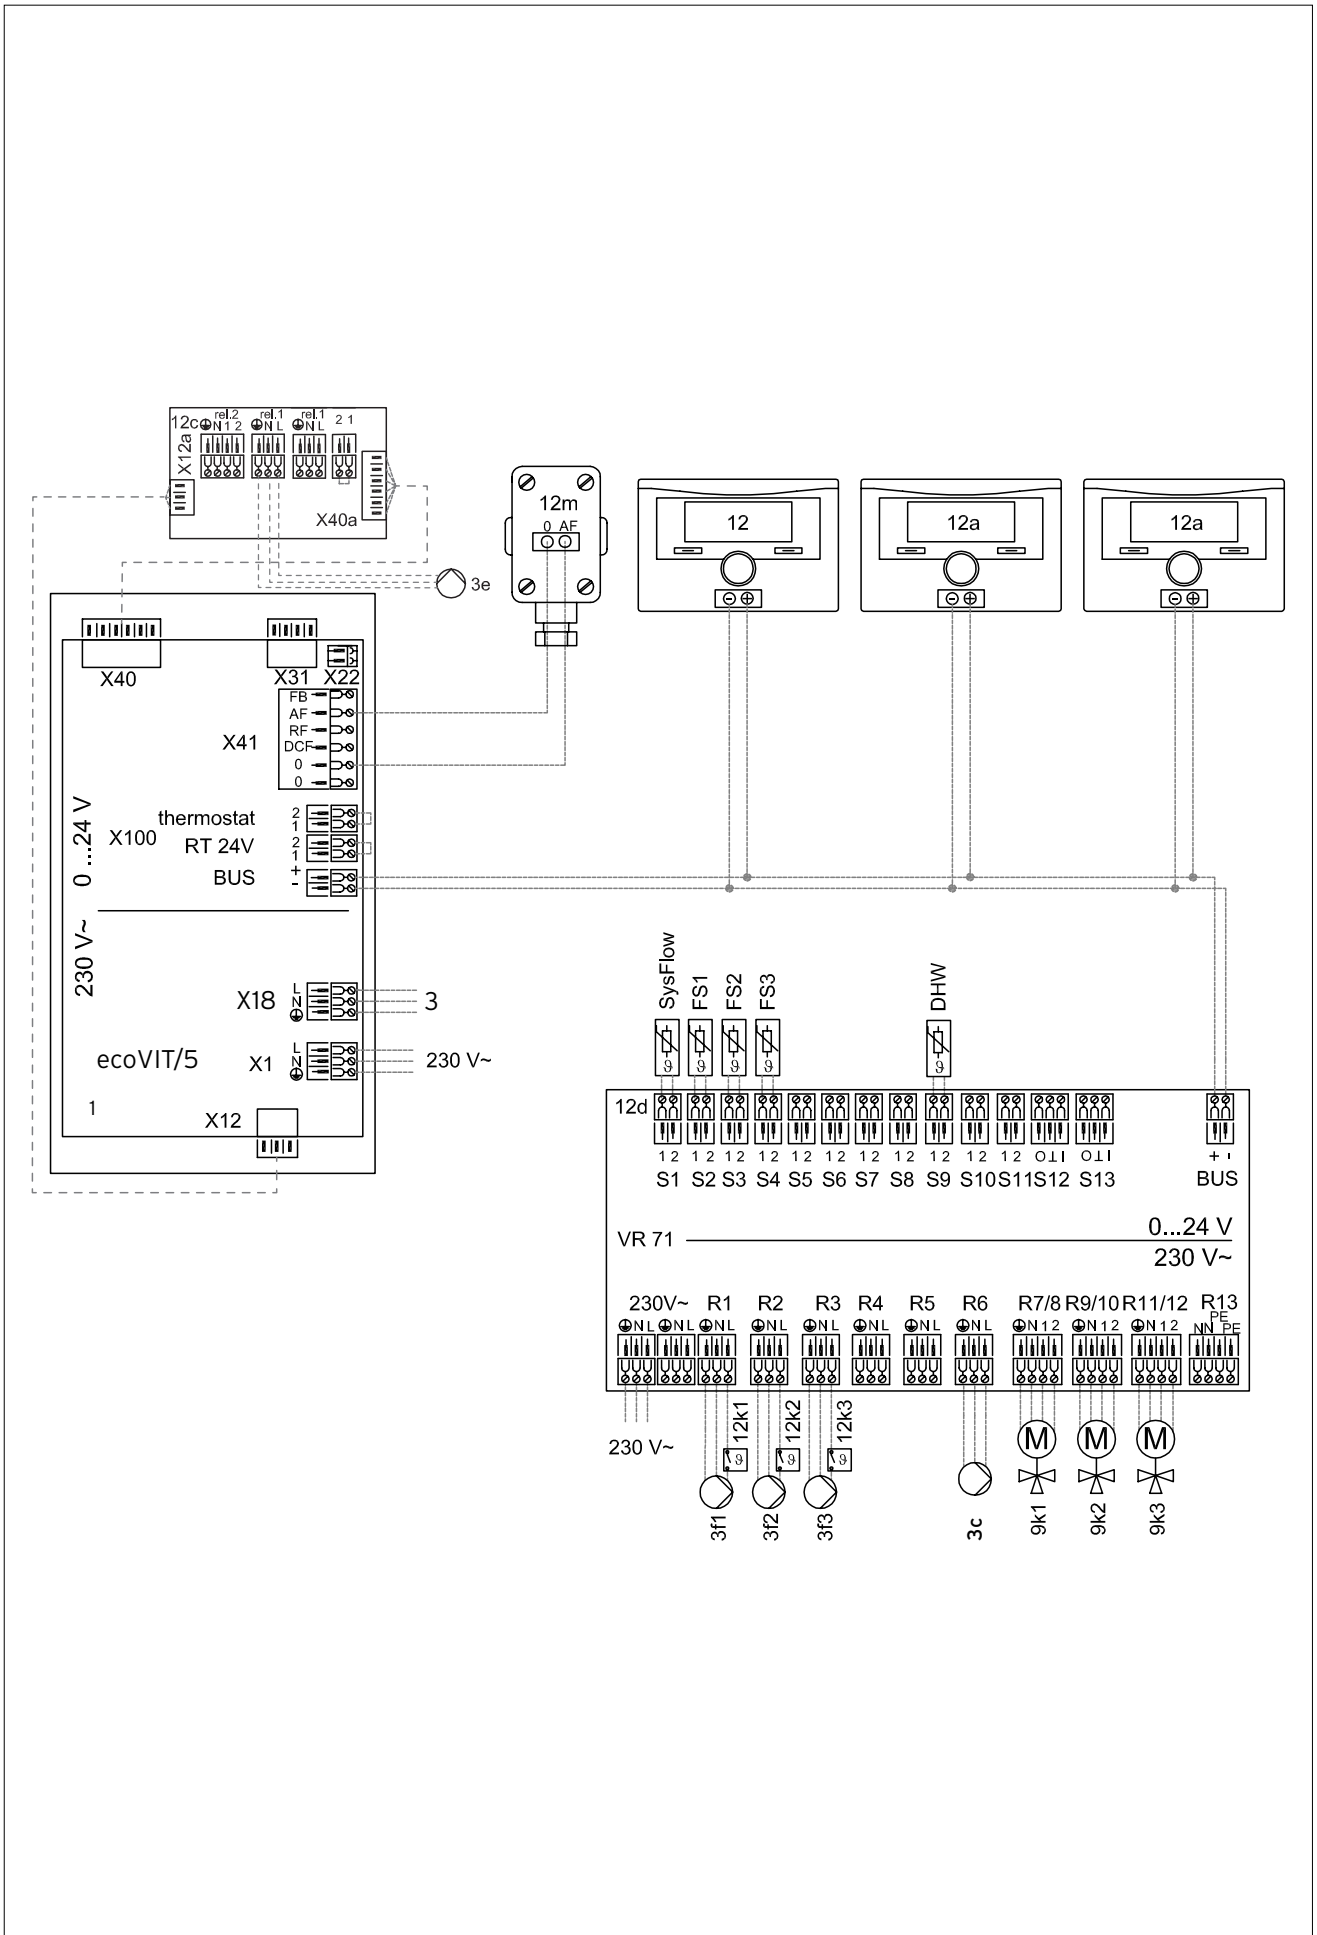 12c
rel.2
rel.1
rel.1
N 1 2
N L
N L
2 1
X12a
X40a
3e
12m
0 AF
12
12a
12a
X40
X31
X22
X41
FB
AF
RF
DCF
0
0
0 ...24 V
X100
thermostat
2
1
RT 24V
2
1
BUS
+
-
230 V~
X18
L
N
3
ecoVIT/5
X1
L
N
230 V~
1
X12
SysFlow
FS1
FS2
FS3
DHW
12d
1 2
1 2
1 2
1 2
1 2
1 2
1 2
1 2
1 2
1 2
1 2
O T I
O T I
+ -
S1
S2
S3
S4
S5
S6
S7
S8
S9
S10
S11
S12
S13
BUS
VR 71
0...24 V
230 V~
230V~
R1
R2
R3
R4
R5
R6
R7/8
R9/10
R11/12
R13
N L
N L
N L
N L
N L
N L
N L
N L
N 1 2
N 1 2
N 1 2
N N PE PE
230 V~
12k1
12k2
12k3
M
M
M
3f1
3f2
3f3
3c
9k1
9k2
9k3